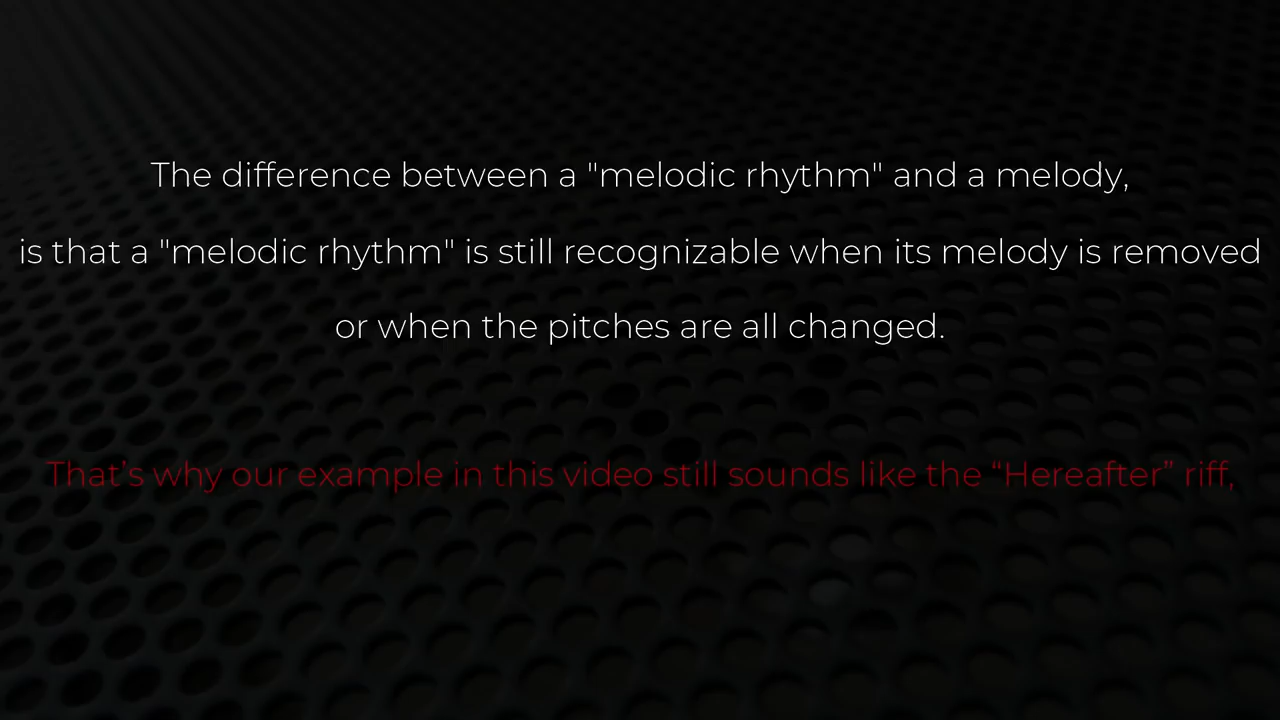 The difference between a "melodic rhythm" and a melody,
is that a "melodic rhythm" is still recognizable when its melody is removed
or when the pitches are all changed.
That’s why our example in this video still sounds like the “Hereafter” riff,